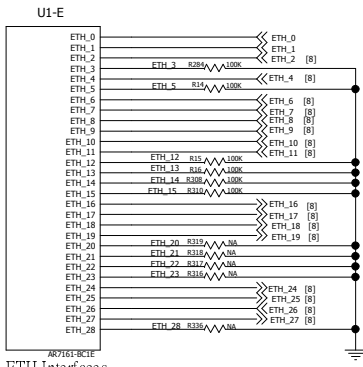 U1-E
ETH_0 ETH_0
ETH_1 ETH_1
ETH_2 ETH_2 [8]
ETH_3 ETH_3 R284 100K
ETH_4 ETH_4 [8]
ETH_5 ETH_5 R14 100K
ETH_6 ETH_6 [8]
ETH_7 ETH_7 [8]
ETH_8 ETH_8 [8]
ETH_9 ETH_9 [8]
ETH_10 ETH_10 [8]
ETH_11 ETH_11 [8]
ETH_12 ETH_12 R15 100K
ETH_13 ETH_13 R16 100K
ETH_14 ETH_14 R308 100K
ETH_15 ETH_15 R310 100K
ETH_16 ETH_16 [8]
ETH_17 ETH_17 [8]
ETH_18 ETH_18 [8]
ETH_19 ETH_19 [8]
ETH_20 ETH_20 R319 NA
ETH_21 ETH_21 R318 NA
ETH_22 ETH_22 R317 NA
ETH_23 ETH_23 R316 NA
ETH_24 ETH_24 [8]
ETH_25 ETH_25 [8]
ETH_26 ETH_26 [8]
ETH_27 ETH_27 [8]
ETH_28 ETH_28 R336 NA
AR7161-BC1E
ETH Interfaces